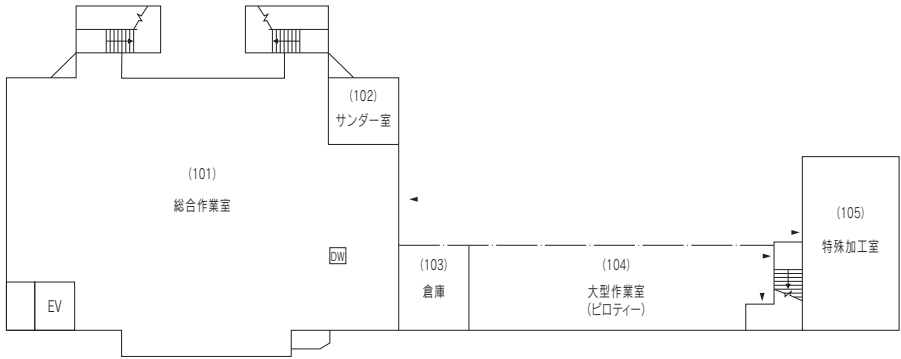 (102)
サンダー室
(101)
総合作業室
(105)
特殊加工室
DW
(103)
倉庫
(104)
大型作業室
(ピロティー)
EV